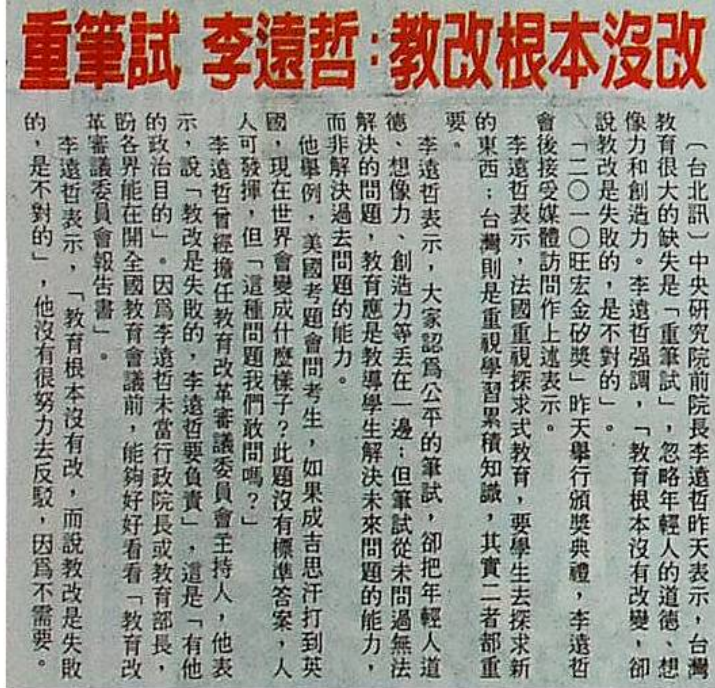 重筆試 李遠哲：教改根本沒改
〔台北訊〕中央研究院前院長李遠哲昨天表示，台灣
教育很大的缺失是「重筆試」，忽略年輕人的道德、想
像力和創造力。李遠哲強調，「教育根本沒有改變，卻
說教改是失敗的，是不對的」。
「二〇一〇旺宏金矽獎」昨天舉行頒獎典禮，李遠哲
會後接受媒體訪問作上述表示。
李遠哲表示，法國重視探求式教育，要學生去探求新
的東西；台灣則是重視學習累積知識，其實二者都重
要。
李遠哲表示，大家認為公平的筆試，卻把年輕人道
德、想像力、創造力等丟在一邊；但筆試從未問過無法
解決的問題，教育應是教導學生解決未來問題的能力，
而非解決過去問題的能力。
他舉例，美國考題會問考生，如果成吉思汗打到英
國，現在世界會變成什麼樣子？此題沒有標準答案，人
人可發揮，但「這種問題我們敢問嗎？」
李遠哲曾經擔任教育改革審議委員會主持人，他表
示，說「教改是失敗的，李遠哲要負責」，這是「有他
的政治目的」。因為李遠哲未當行政院長或教育部長，
盼各界能在開全國教育會議前，能夠好好看看「教育改
革審議委員會報告書」。
李遠哲表示，「教育根本沒有改，而說教改是失敗
的，是不對的」，他沒有很努力去反駁，因為不需要。